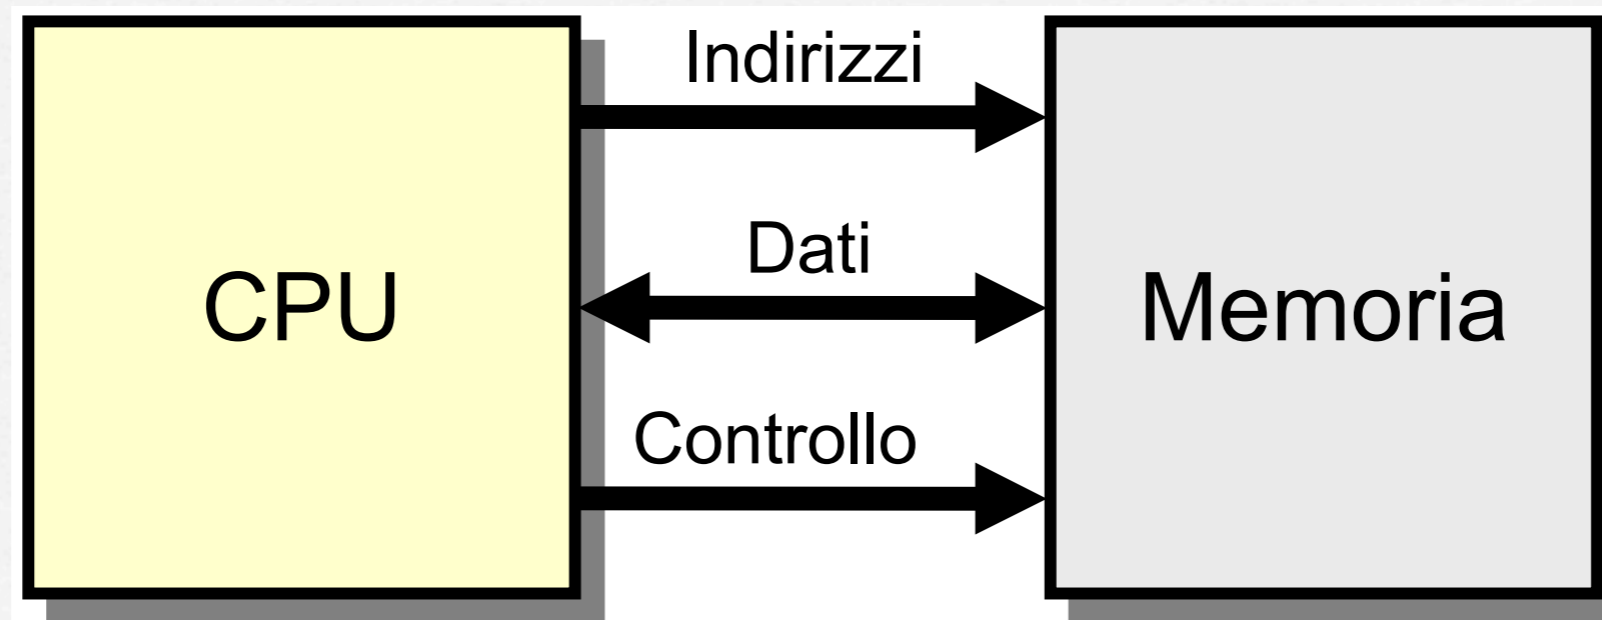 Indirizzi
Dati
CPU
Memoria
Controllo